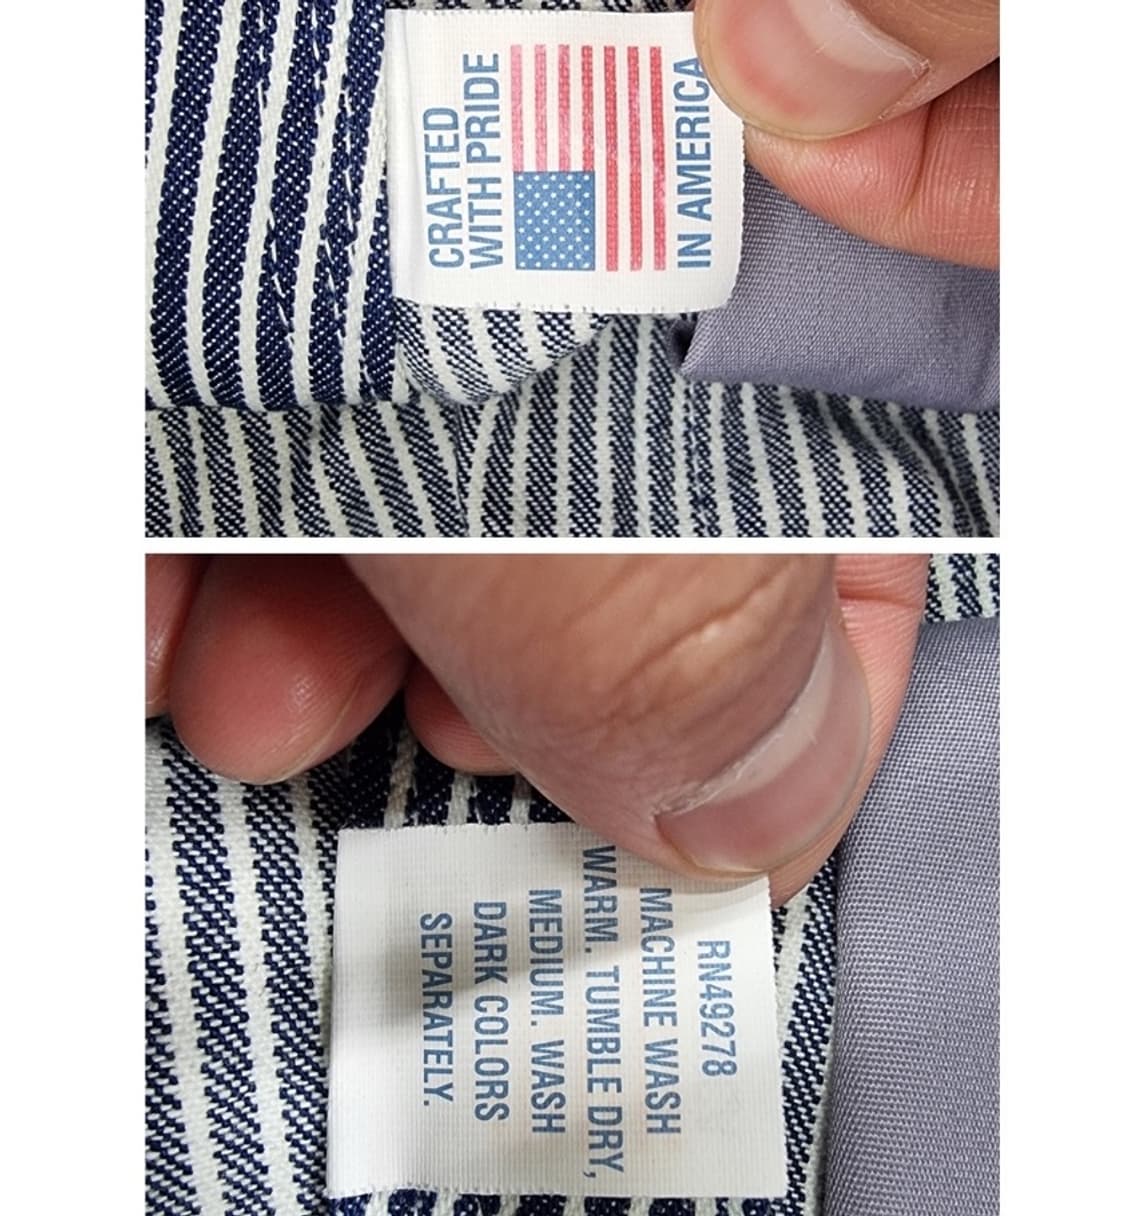 CRAFTED
WITH PRIDE
IN AMERICA
RN49278
MACHINE WASH
WARM. TUMBLE DRY,
MEDIUM. WASH
DARK COLORS
SEPARATELY.